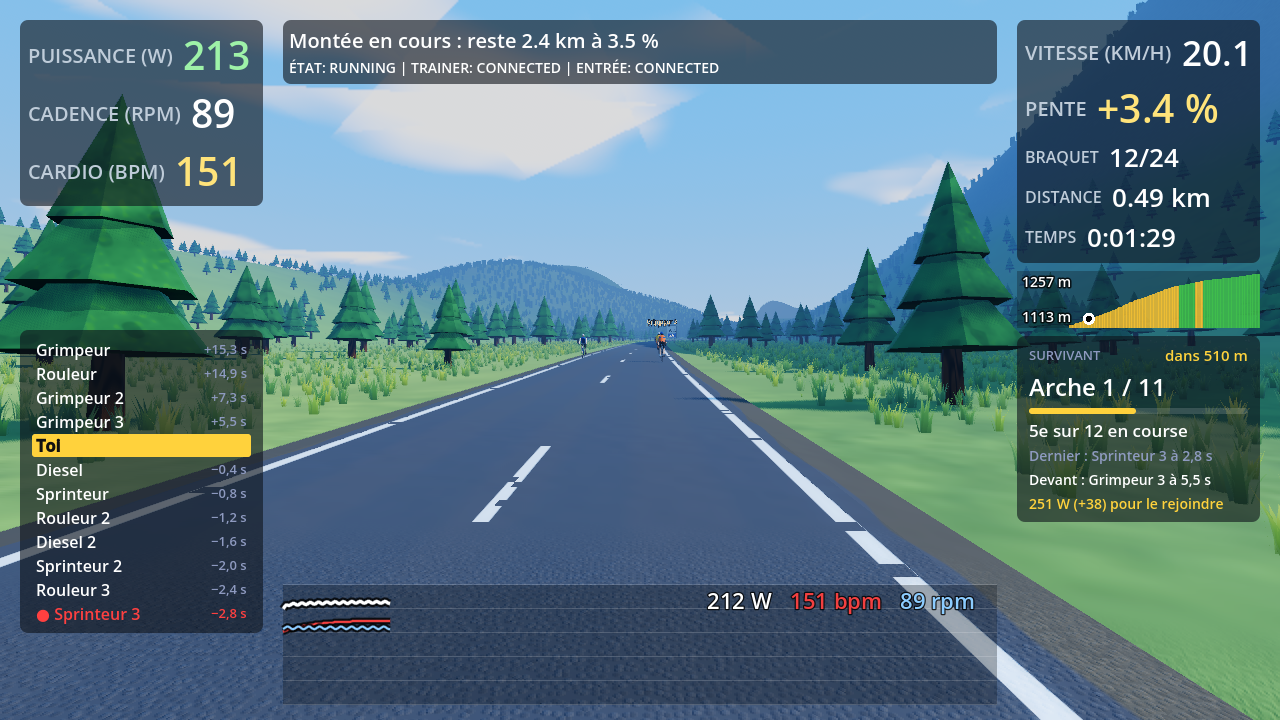 PUISSANCE (W) 213
CADENCE (RPM) 89
CARDIO (BPM) 151
Montée en cours : reste 2.4 km à 3.5 %
ÉTAT: RUNNING | TRAINER: CONNECTED | ENTRÉE: CONNECTED
VITESSE (KM/H) 20.1
PENTE +3.4 %
BRAQUET 12/24
DISTANCE 0.49 km
TEMPS 0:01:29
1257 m
1113 m
SURVIVANT dans 510 m
Arche 1 / 11
5e sur 12 en course
Dernier : Sprinteur 3 à 2,8 s
Devant : Grimpeur 3 à 5,5 s
251 W (+38) pour le rejoindre
Grimpeur +15,3 s
Rouleur +14,9 s
Grimpeur 2 +7,3 s
Grimpeur 3 +5,5 s
Toi
Diesel −0,4 s
Sprinteur −0,8 s
Rouleur 2 −1,2 s
Diesel 2 −1,6 s
Sprinteur 2 −2,0 s
Rouleur 3 −2,4 s
Sprinteur 3 −2,8 s
212 W 151 bpm 89 rpm